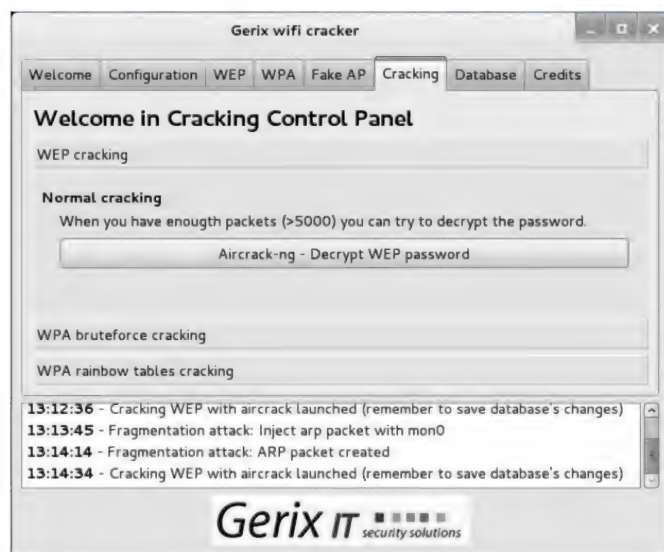 Gerix wifi cracker
Welcome Configuration WEP WPA Fake AP Cracking Database Credits
Welcome in Cracking Control Panel
WEP cracking
Normal cracking
When you have enougth packets (>5000) you can try to decrypt the password.
Aircrack-ng - Decrypt WEP password
WPA bruteforce cracking
WPA rainbow tables cracking
13:12:36 - Cracking WEP with aircrack launched (remember to save database's changes)
13:13:45 - Fragmentation attack: Inject arp packet with mon0
13:14:14 - Fragmentation attack: ARP packet created
13:14:34 - Cracking WEP with aircrack launched (remember to save database's changes)
Gerix IT security solutions